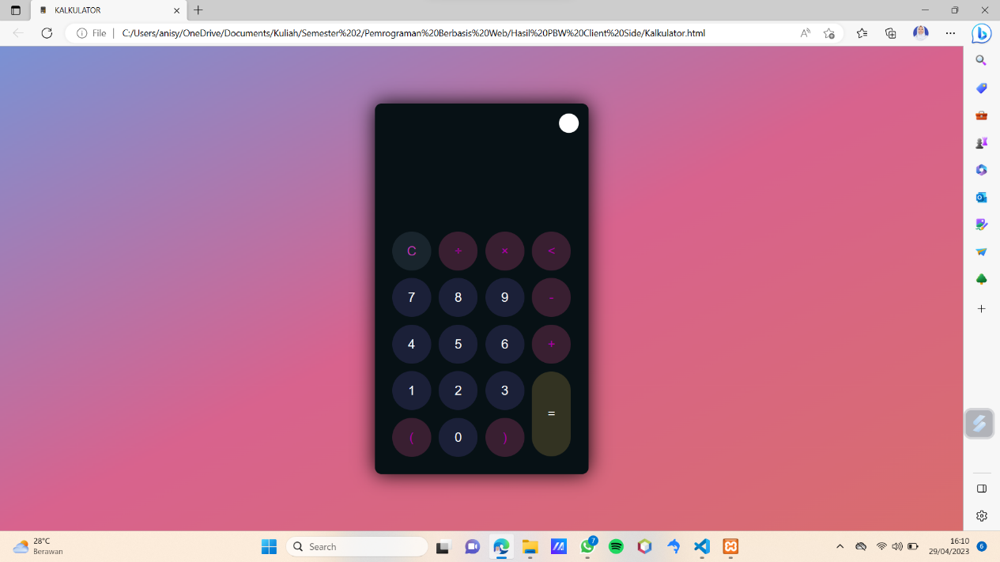 KALKULATOR
File
C:/Users/anisy/OneDrive/Documents/Kuliah/Semester%202/Pemrograman%20Berbasis%20Web/Hasil%20PBW%20Client%20Side/Kalkulator.html
C ÷ × <
7 8 9 -
4 5 6 +
1 2 3 =
( 0 )
28°C
Berawan
Search
7
16:10
29/04/2023
6